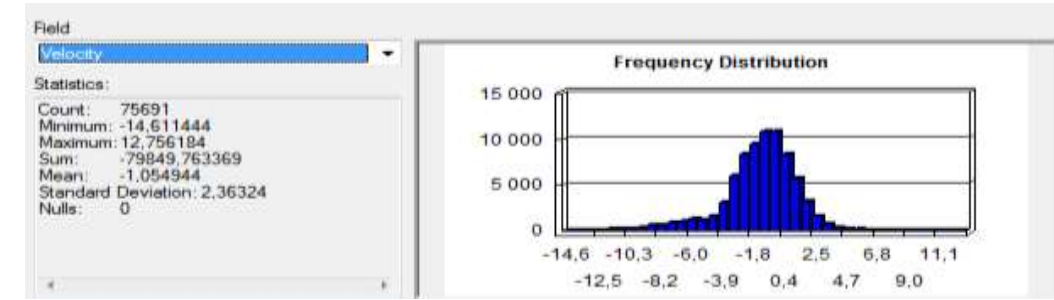 Field
Velocity
Statistics:
Count: 75691
Minimum: -14,611444
Maximum: 12,756184
Sum: -79849,763369
Mean: -1,054944
Standard Deviation: 2,36324
Nulls: 0
Frequency Distribution
15 000
10 000
5 000
0
-14,6 -10,3 -6,0 -1,8 2,5 6,8 11,1
-12,5 -8,2 -3,9 0,4 4,7 9,0